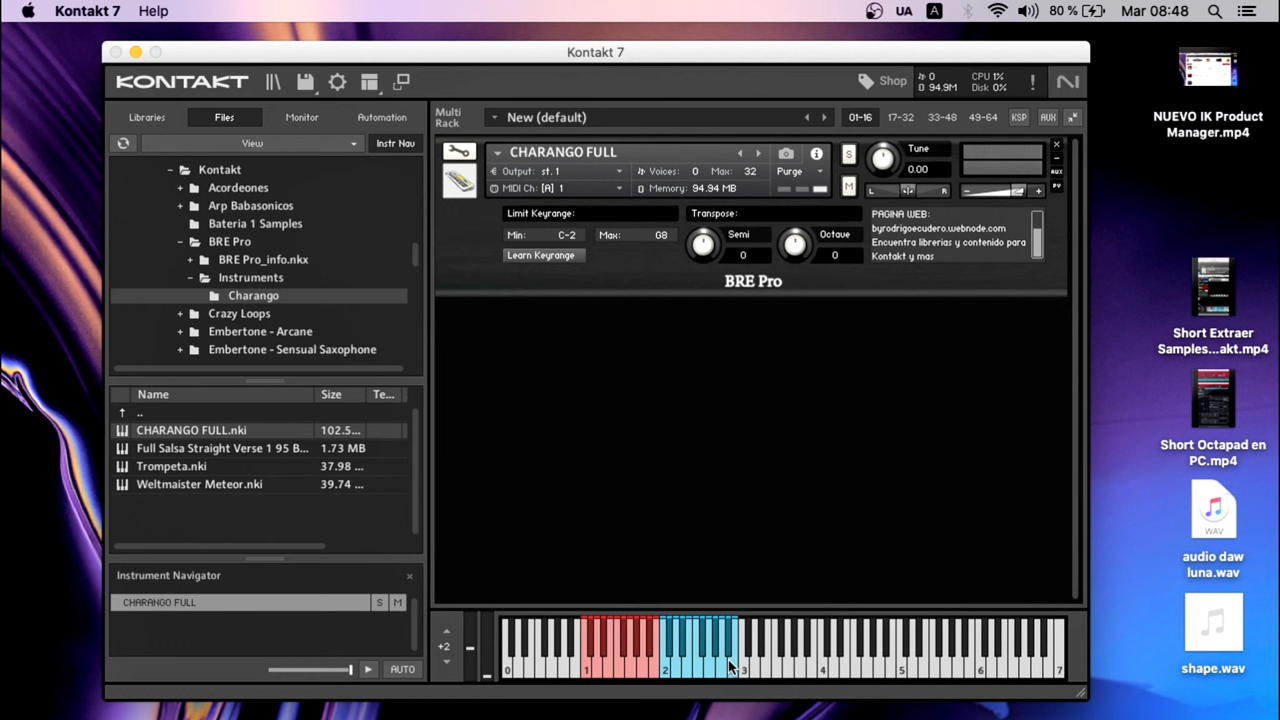 Kontakt 7 Help
UA A 80 % Mar 08:48
Kontakt 7
KONTAKT
Shop 0 94.9M CPU 1% Disk 0% !
Libraries Files Monitor Automation
View Instr Nav
Kontakt
+ Acordeones
+ Arp Babasonicos
Bateria 1 Samples
- BRE Pro
+ BRE Pro_info.nkx
- Instruments
Charango
+ Crazy Loops
+ Embertone - Arcane
+ Embertone - Sensual Saxophone
Name Size Te...
..
CHARANGO FULL.nki 102.5...
Full Salsa Straight Verse 1 95 B... 1.73 MB
Trompeta.nki 37.98 ...
Weltmaister Meteor.nki 39.74 ...
Instrument Navigator ×
CHARANGO FULL S M
AUTO
Multi Rack
New (default)
01-16 17-32 33-48 49-64 KSP AUX
CHARANGO FULL
Output: st.1 Voices: 0 Max: 32 Purge
MIDI Ch: [A] 1 Memory: 94.94 MB
S
M
Tune
0.00
L R - +
AUX
PV
Limit Keyrange:
Min: C-2 Max: G8
Learn Keyrange
Transpose:
Semi
0
Octave
0
PAGINA WEB:
byrodrigoecudero.webnode.com
Encuentra librerias y contenido para
Kontakt y mas
BRE Pro
+2
0 1 2 3 4 5 6 7
NUEVO IK Product
Manager.mp4
Short Extraer
Samples...akt.mp4
Short Octapad en
PC.mp4
WAV
audio daw
luna.wav
shape.wav